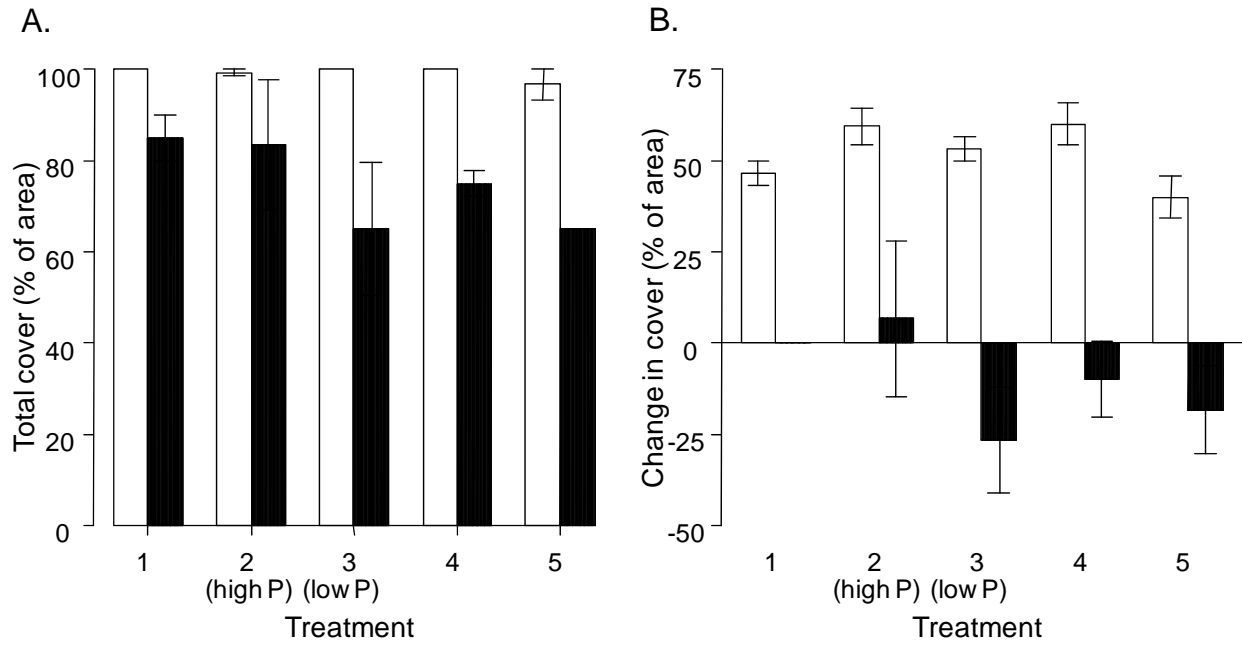 A.
Total cover (% of area)
100
80
60
40
20
0
1 2 3 4 5
(high P) (low P)
Treatment
B.
Change in cover (% of area)
75
50
25
0
-25
-50
1 2 3 4 5
(high P) (low P)
Treatment